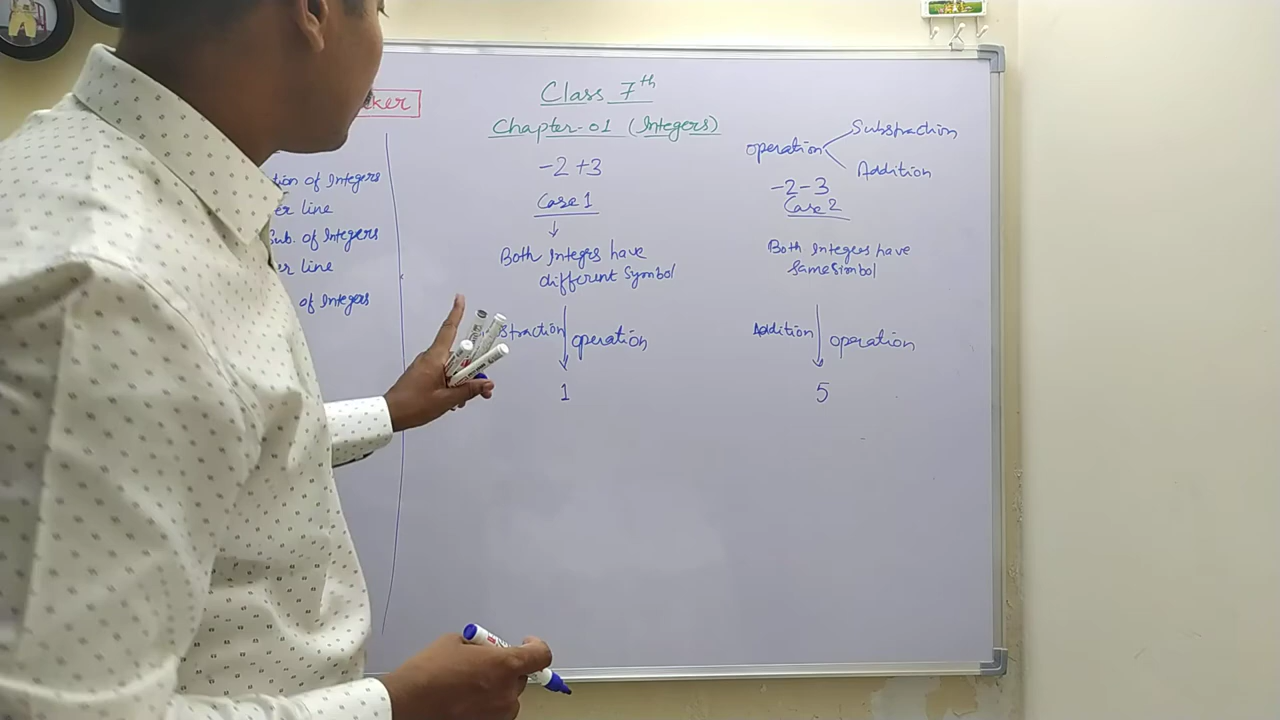 Class 7th
Chapter-01 (Integers)
-2+3
Case 1
Both Integrs have
different Symbol
operation
1
operation
Substraction
Addition
-2-3
Case 2
Both Integers have
Same Simbol
Addition
operation
5
of Integers
line
Sub. of Integers
line
of Integers